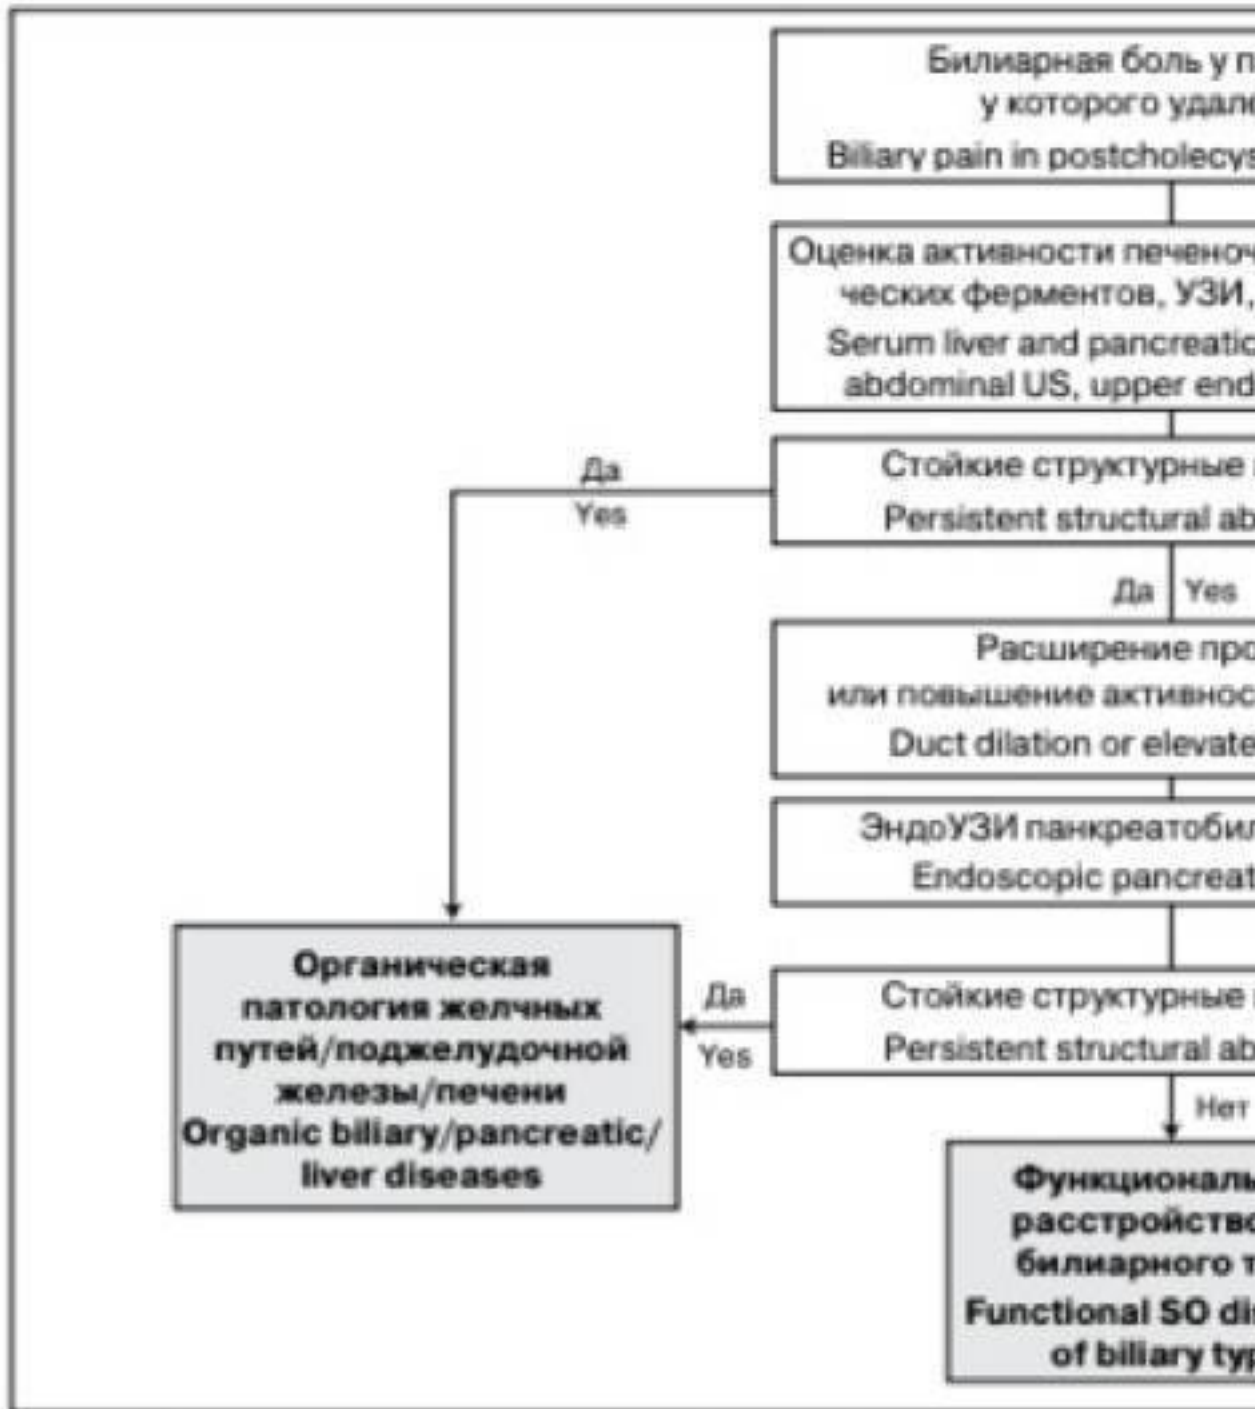 Билиарная боль у п
у которого удал
Biliary pain in postcholecys
Оценка активности печеноч
ческих ферментов, УЗИ,
Serum liver and pancreatic
abdominal US, upper end
Да
Yes
Стойкие структурные
Persistent structural ab
Да Yes
Расширение про
или повышение активнос
Duct dilation or elevate
ЭндоУЗИ панкреатобил
Endoscopic pancreat
Органическая
патология желчных
путей/поджелудочной
железы/печени
Organic biliary/pancreatic/
liver diseases
Да
Yes
Стойкие структурные
Persistent structural ab
Нет
Функциональ
расстройство
билиарного т
Functional SO dis
of biliary typ